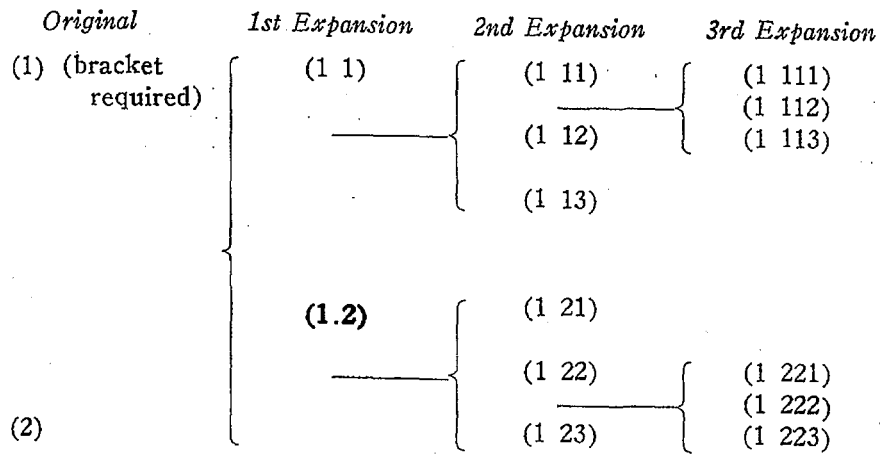 Original 1st Expansion 2nd Expansion 3rd Expansion
(1) (bracket (1 1) (1 11) (1 111)
required) (1 112)
(1 12) (1 113)
(1 13)
(1.2) (1 21)
(1 22) (1 221)
(1 222)
(2) (1 23) (1 223)